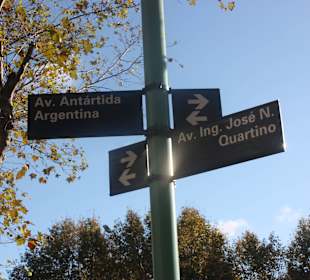 Av. Antártida
Argentina
Av. Ing. José N.
Quartino